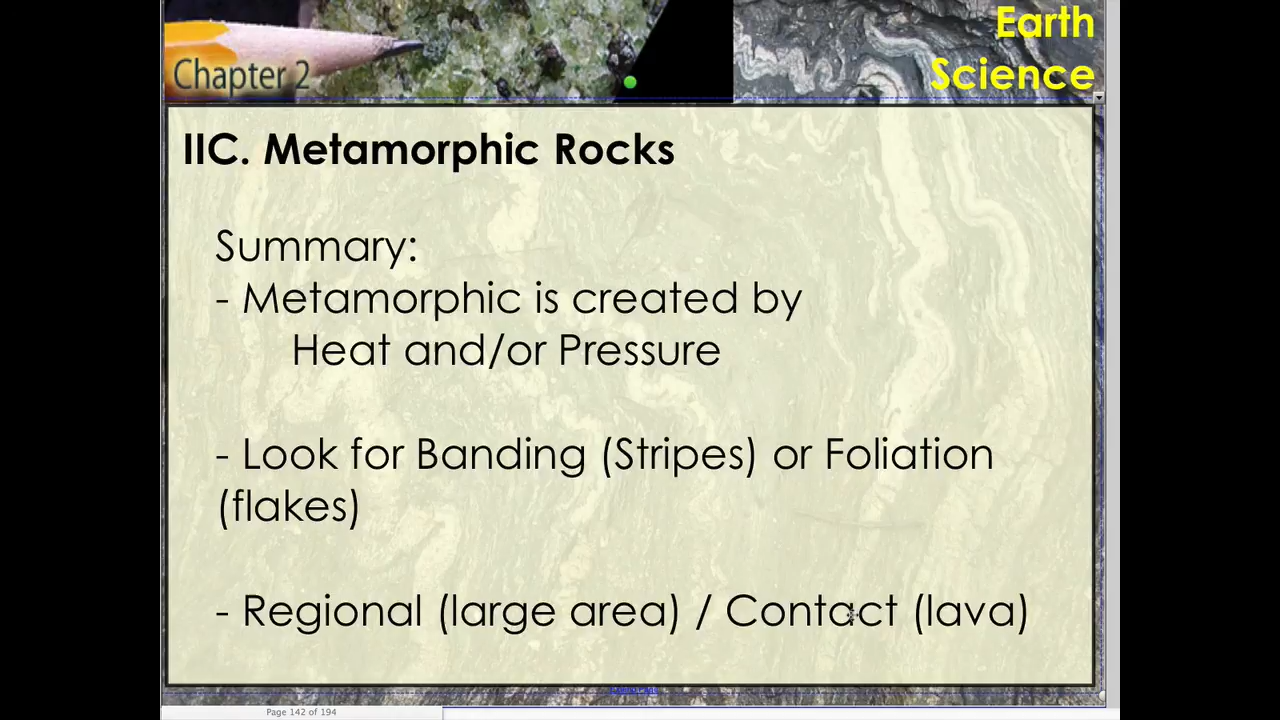 Earth
Science
Chapter 2
IIC. Metamorphic Rocks
Summary:
- Metamorphic is created by
Heat and/or Pressure
- Look for Banding (Stripes) or Foliation
(flakes)
- Regional (large area) / Contact (lava)
Page 142 of 194